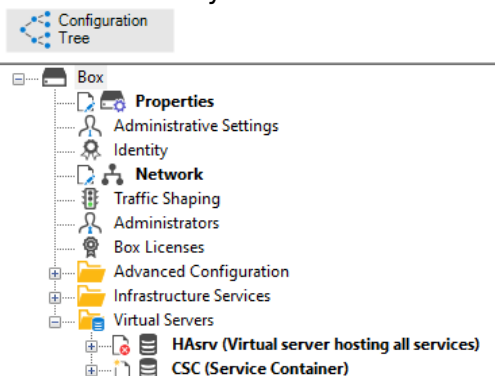 Configuration
Tree
Box
Properties
Administrative Settings
Identity
Network
Traffic Shaping
Administrators
Box Licenses
Advanced Configuration
Infrastructure Services
Virtual Servers
HAsrv (Virtual server hosting all services)
CSC (Service Container)